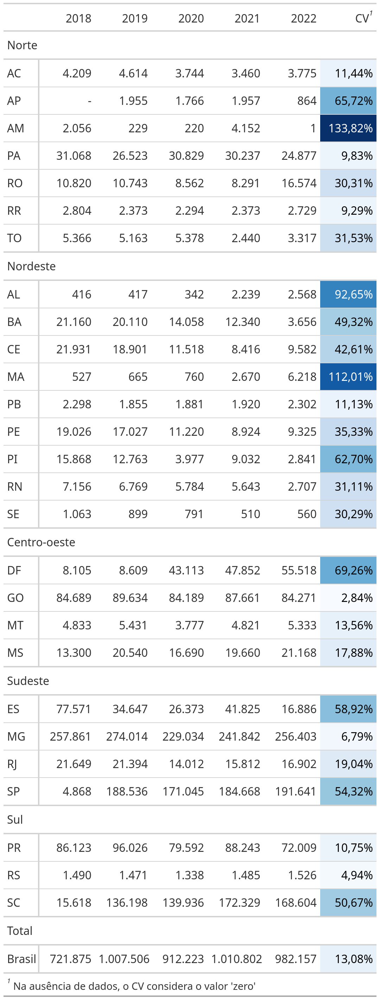 2018 2019 2020 2021 2022 CV¹
Norte
AC 4.209 4.614 3.744 3.460 3.775 11,44%
AP - 1.955 1.766 1.957 864 65,72%
AM 2.056 229 220 4.152 1 133,82%
PA 31.068 26.523 30.829 30.237 24.877 9,83%
RO 10.820 10.743 8.562 8.291 16.574 30,31%
RR 2.804 2.373 2.294 2.373 2.729 9,29%
TO 5.366 5.163 5.378 2.440 3.317 31,53%
Nordeste
AL 416 417 342 2.239 2.568 92,65%
BA 21.160 20.110 14.058 12.340 3.656 49,32%
CE 21.931 18.901 11.518 8.416 9.582 42,61%
MA 527 665 760 2.670 6.218 112,01%
PB 2.298 1.855 1.881 1.920 2.302 11,13%
PE 19.026 17.027 11.220 8.924 9.325 35,33%
PI 15.868 12.763 3.977 9.032 2.841 62,70%
RN 7.156 6.769 5.784 5.643 2.707 31,11%
SE 1.063 899 791 510 560 30,29%
Centro-oeste
DF 8.105 8.609 43.113 47.852 55.518 69,26%
GO 84.689 89.634 84.189 87.661 84.271 2,84%
MT 4.833 5.431 3.777 4.821 5.333 13,56%
MS 13.300 20.540 16.690 19.660 21.168 17,88%
Sudeste
ES 77.571 34.647 26.373 41.825 16.886 58,92%
MG 257.861 274.014 229.034 241.842 256.403 6,79%
RJ 21.649 21.394 14.012 15.812 16.902 19,04%
SP 4.868 188.536 171.045 184.668 191.641 54,32%
Sul
PR 86.123 96.026 79.592 88.243 72.009 10,75%
RS 1.490 1.471 1.338 1.485 1.526 4,94%
SC 15.618 136.198 139.936 172.329 168.604 50,67%
Total
Brasil 721.875 1.007.506 912.223 1.010.802 982.157 13,08%
¹ Na ausência de dados, o CV considera o valor 'zero'